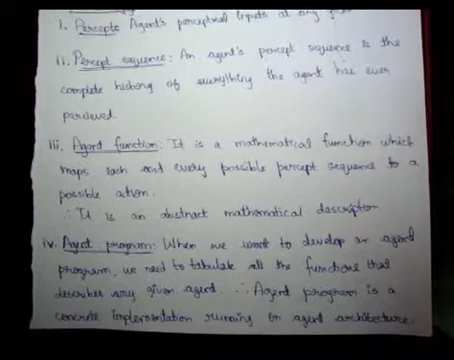 i. Percepts Agent's perceptual inputs at any
ii. Percept sequence: An agent's percept sequence is the
complete history of everything the agent has ever
perceived.
iii. Agent function: It is a mathematical function which
maps each and every possible percept sequence to a
possible action.
∴ It is an abstract mathematical description
iv. Agent program: When we want to develop an agent
program, we need to tabulate all the functions that
describes any given agent. ∴ Agent program is a
concrete implementation running on agent architecture.